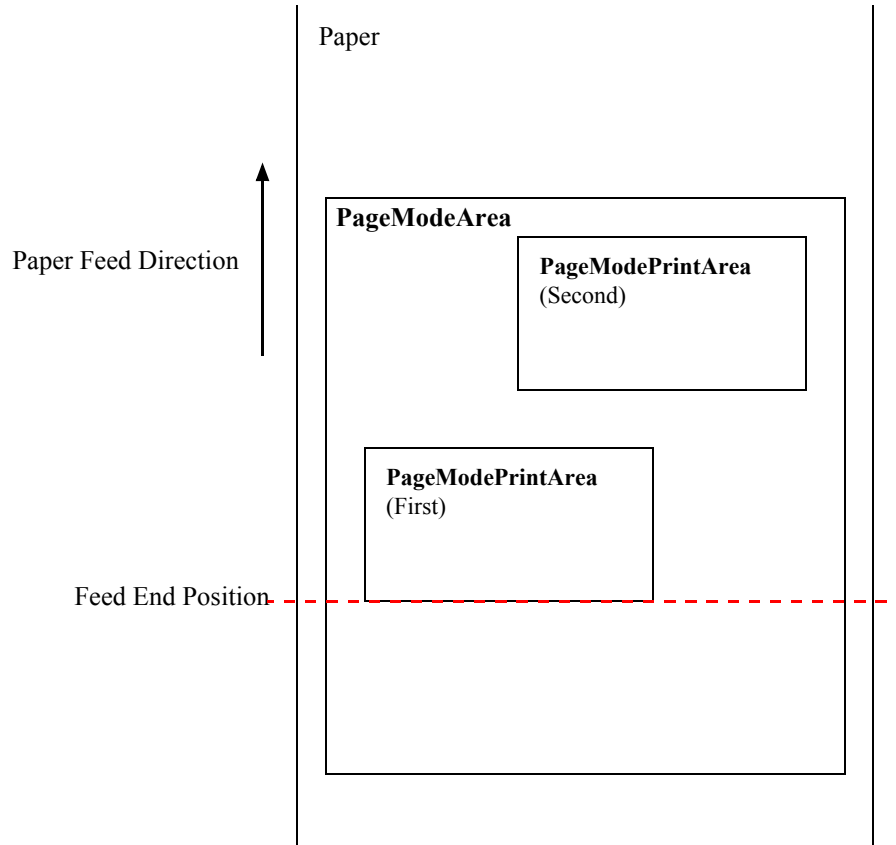 Paper
PageModeArea
Paper Feed Direction
PageModePrintArea
(Second)
PageModePrintArea
(First)
Feed End Position